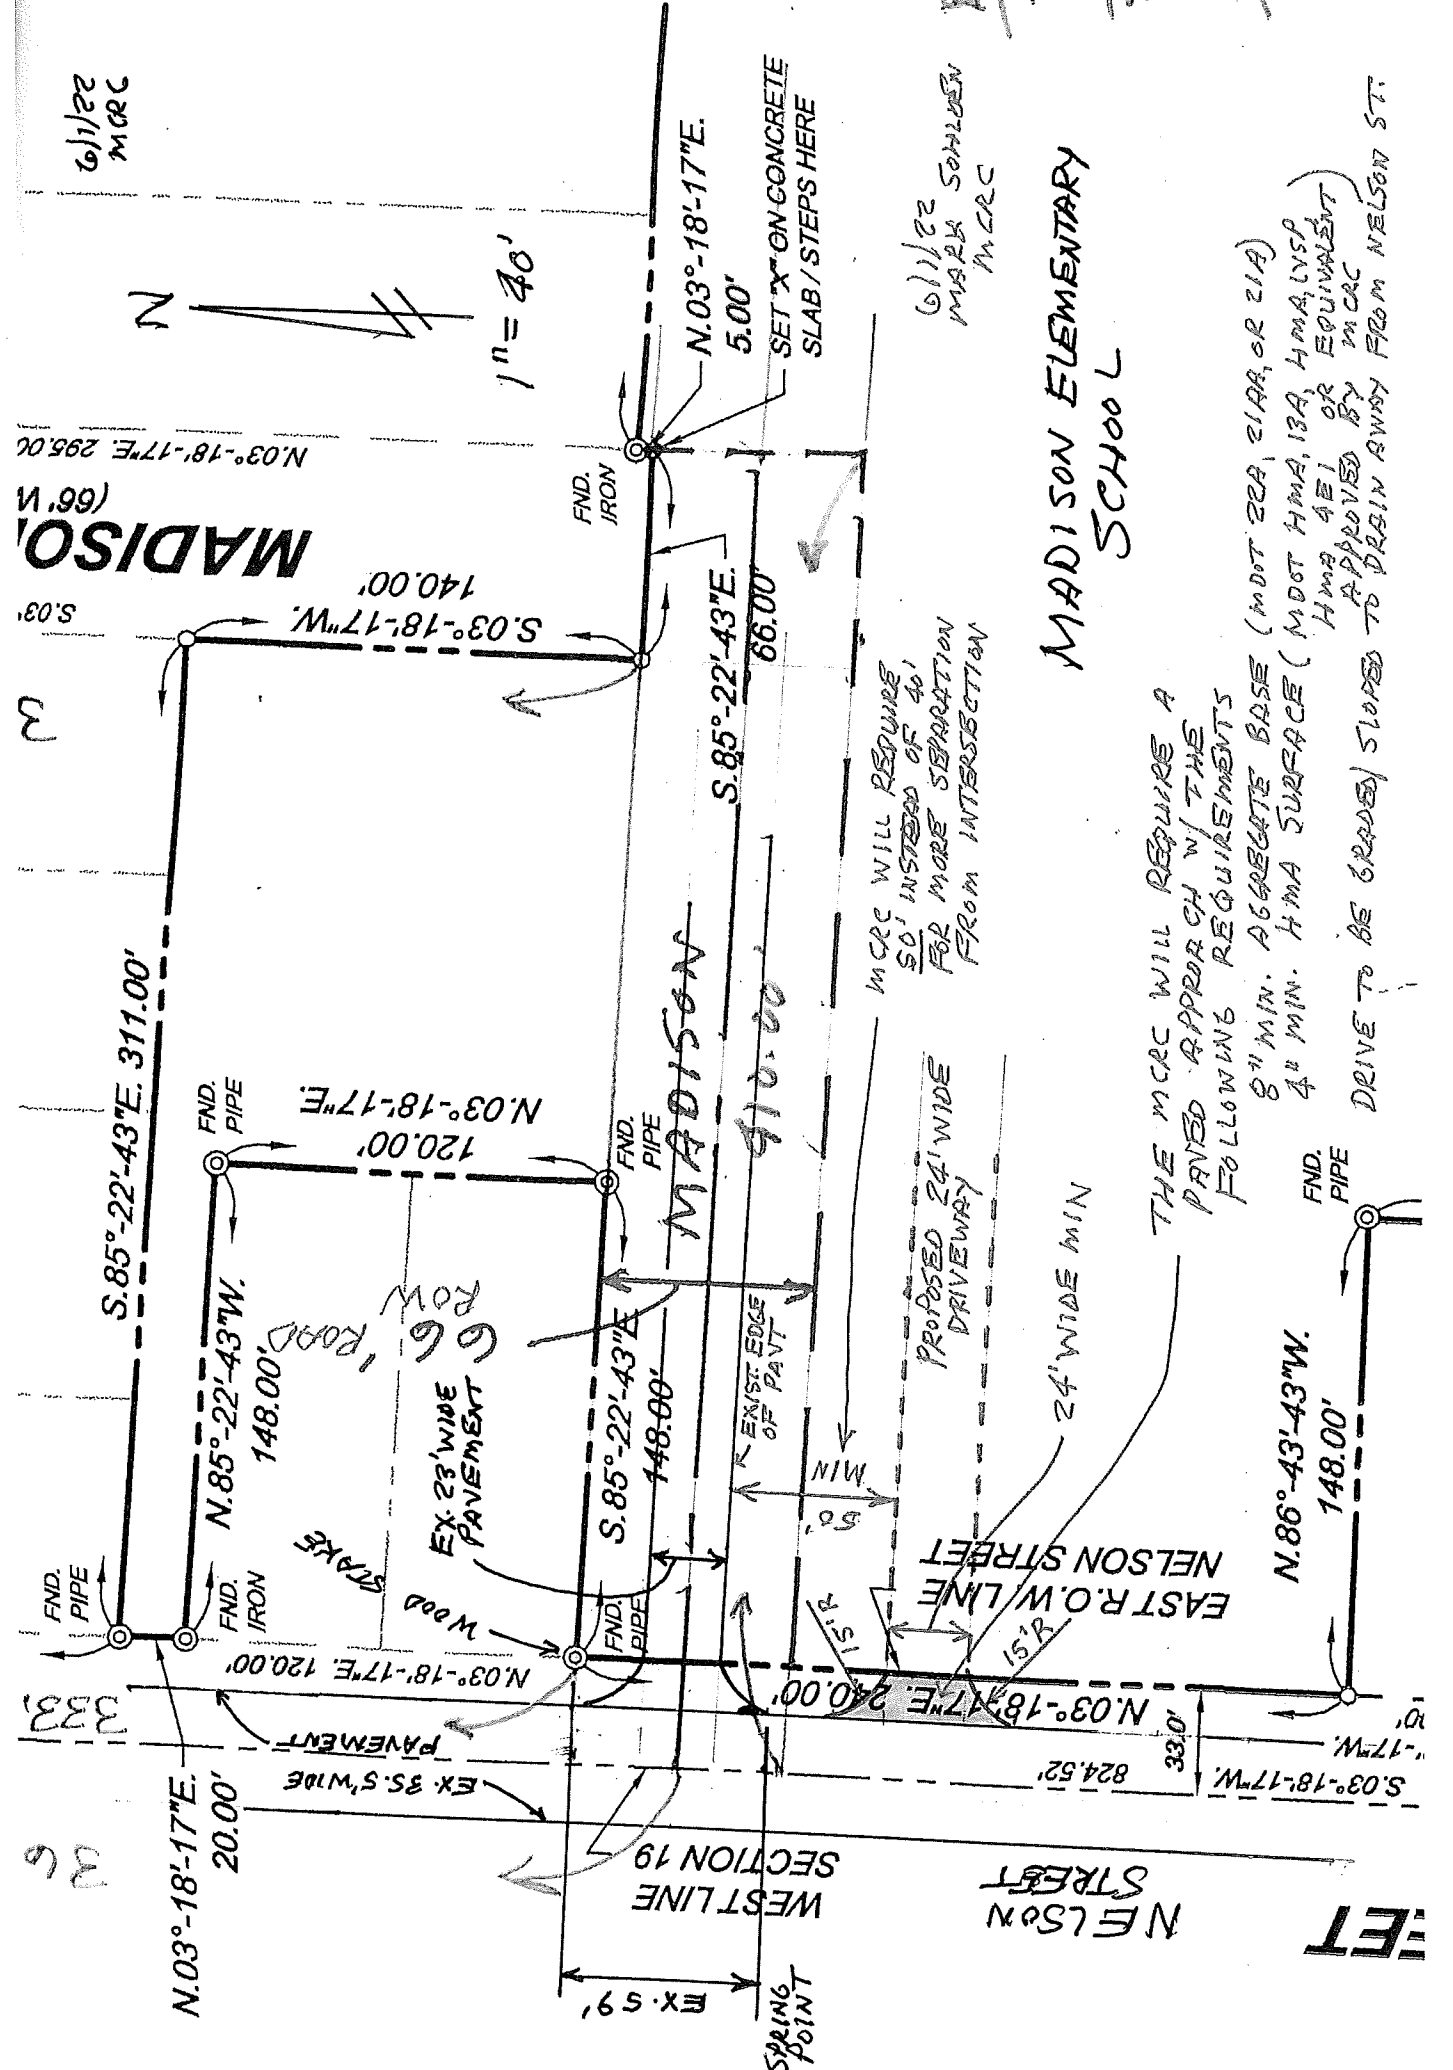 6/1/22
MCRC
N
1" = 40'
N.03°-18'-17"E. 295.0
MADISO
(66' W
S.03°
3
S.03°-18'-17"W.
140.00'
FND.
IRON
N.03°-18'-17"E.
5.00'
SET "X" ON CONCRETE
SLAB / STEPS HERE
6/1/22
MARK
MCRC
MADISON ELEMENTARY
SCHOOL
S.85°-22'-43"E. 311.00'
S.85°-22'-43"E.
66.00'
MADISON
410.00'
FND.
PIPE
N.03°-18'-17"E.
120.00'
FND.
PIPE
FND.
PIPE
FND.
IRON
N.85°-22'-43"W.
148.00'
66' ROAD
ROW
EX. 23' WIDE
PAVEMENT
WOOD
STAKE
S.85°-22'-43"E
148.00'
FND.
PIPE
EXIST. EDGE
OF PAVT
MCRC WILL REQUIRE
50' INSTEAD OF 40'
FOR MORE SEPARATION
FROM INTERSECTION
50'
MIN
PROPOSED 24' WIDE
DRIVEWAY
24' WIDE MIN
THE MCRC WILL REQUIRE A
PAVED APPROACH W/ THE
FOLLOWING REQUIREMENTS
8" MIN. AGGREGATE BASE (MDOT 22A, 21AA, OR 21A)
4" MIN. HMA SURFACE (MDOT HMA, 13A, HMA, LVSP
HMA 4E1 OR EQUIVALENT)
APPROVED BY MCRC
DRIVE TO BE GRADED/SLOPED TO DRAIN AWAY FROM NELSON ST.
15'R
15'R
EAST R.O.W. LINE
NELSON STREET
FND.
PIPE
N.86°-43'-43"W.
148.00'
N.03°-18'-17"E. 120.00'
N.03°-18'-17"E. 240.00'
33.0'
333.
36
N.03°-18'-17"E.
20.00'
EX. 35.5' WIDE
PAVEMENT
WEST LINE
SECTION 19
824.52'
S.03°-18'-17"W.
'-17"W.
00'
NELSON
STREET
EET
EX. 59'
SPRING
POINT